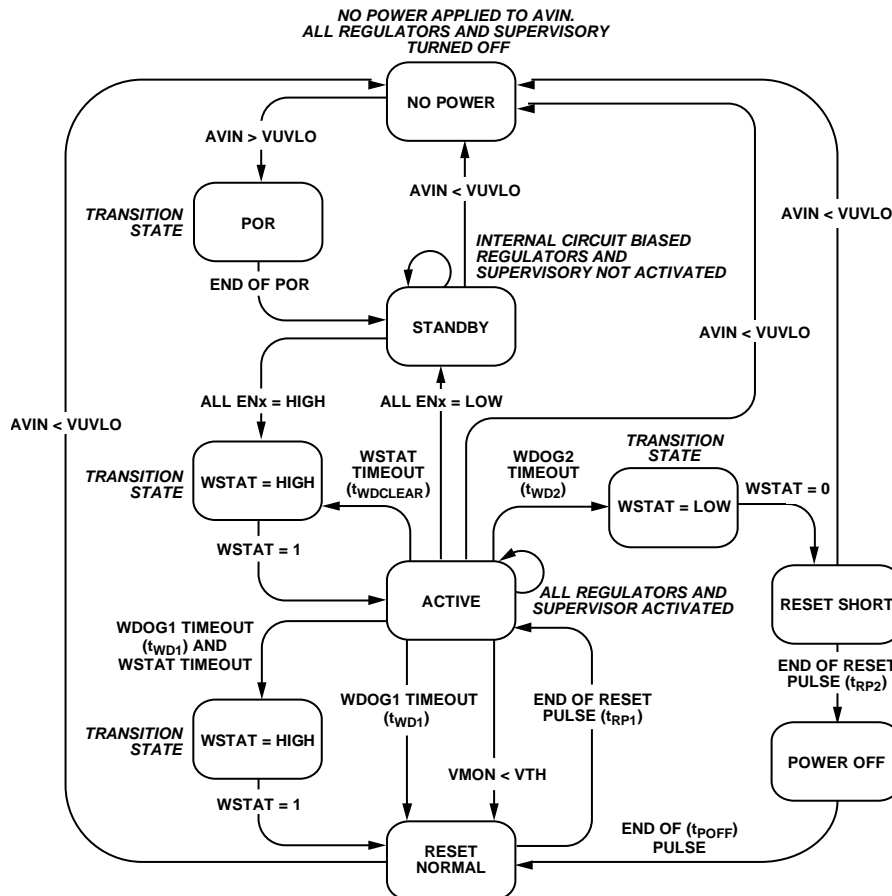 NO POWER APPLIED TO AVIN.
ALL REGULATORS AND SUPERVISORY
TURNED OFF
NO POWER
AVIN > VUVLO
AVIN < VUVLO
AVIN < VUVLO
TRANSITION
STATE
POR
INTERNAL CIRCUIT BIASED
REGULATORS AND
SUPERVISORY NOT ACTIVATED
END OF POR
STANDBY
AVIN < VUVLO
ALL ENx = HIGH
ALL ENx = LOW
AVIN < VUVLO
TRANSITION
STATE
WSTAT = HIGH
WSTAT
TIMEOUT
(tWDCLEAR)
WDOG2
TIMEOUT
(tWD2)
TRANSITION
STATE
WSTAT = LOW
WSTAT = 0
WSTAT = 1
ACTIVE
ALL REGULATORS AND
SUPERVISOR ACTIVATED
RESET SHORT
WDOG1 TIMEOUT
(tWD1) AND
WSTAT TIMEOUT
WDOG1 TIMEOUT
(tWD1)
END OF RESET
PULSE (tRP1)
END OF RESET
PULSE (tRP2)
TRANSITION
STATE
WSTAT = HIGH
POWER OFF
VMON < VTH
WSTAT = 1
END OF (tPOFF)
PULSE
RESET
NORMAL